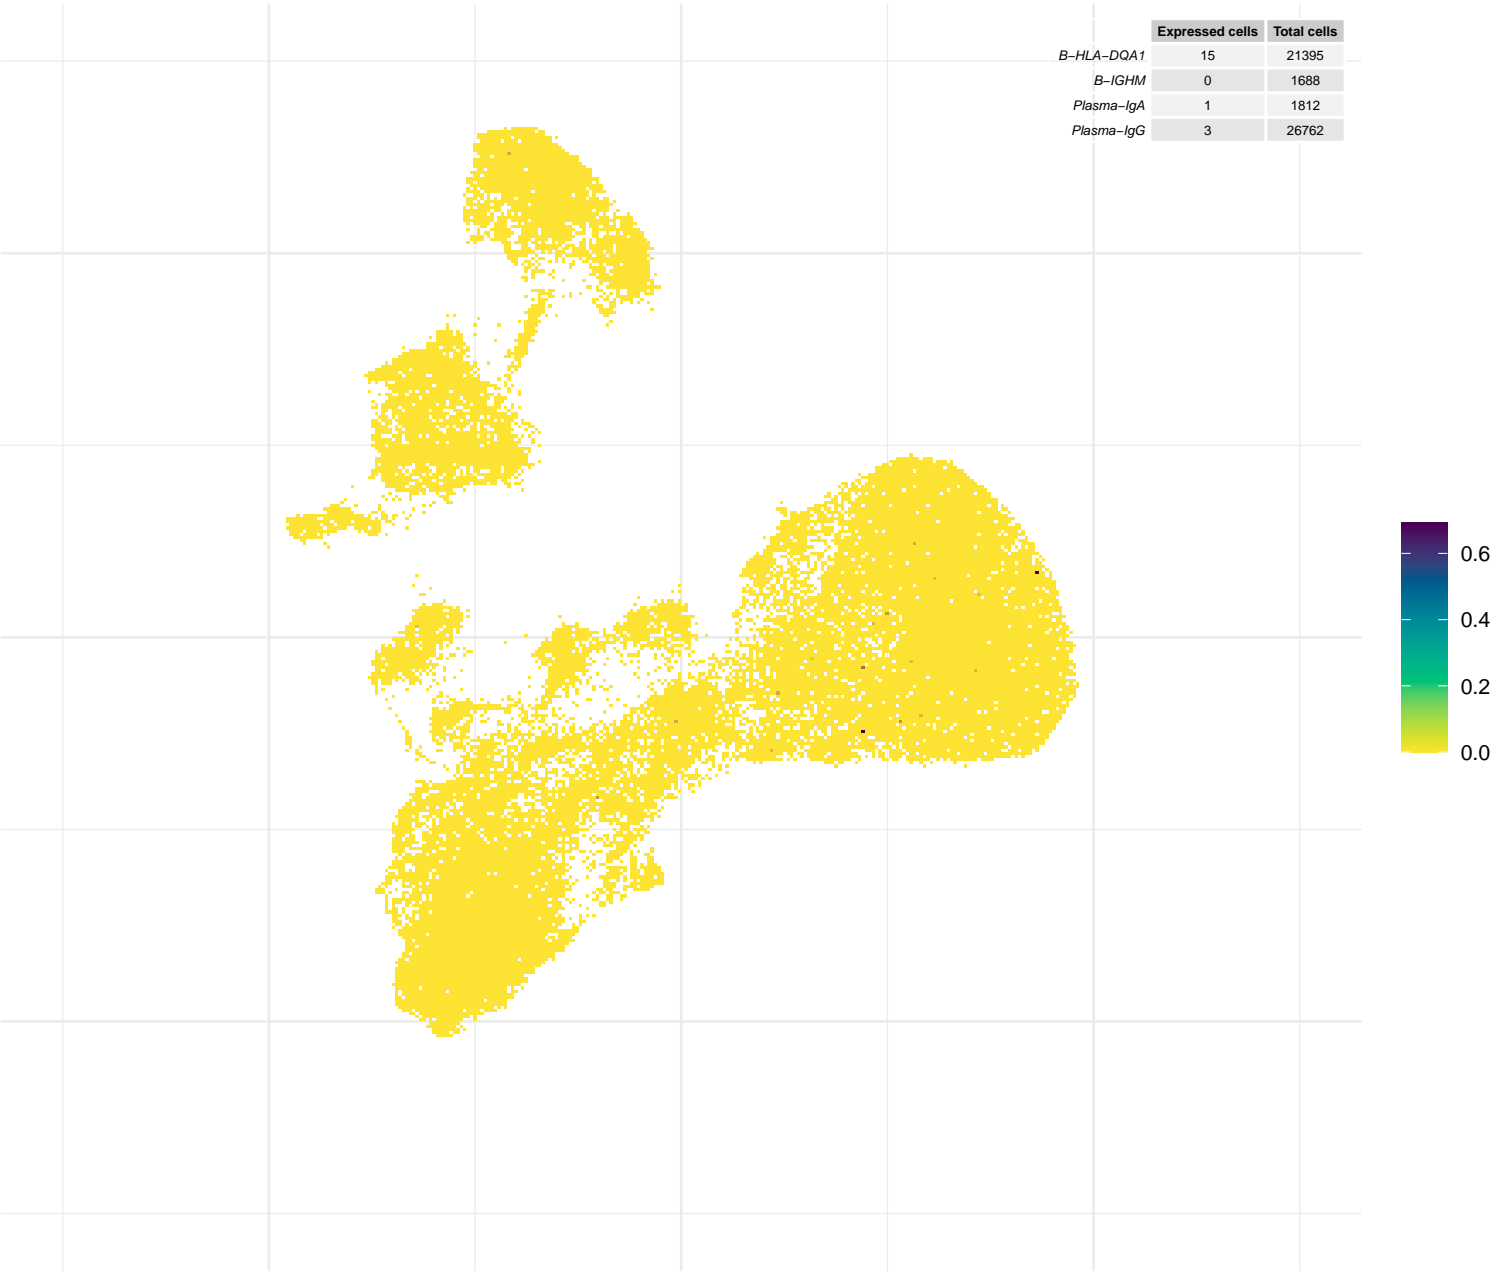 Expressed cells Total cells
B−HLA−DQA1 15 21395
B−IGHM 0 1688
Plasma−IgA 1 1812
Plasma−IgG 3 26762
0.6
0.4
0.2
0.0